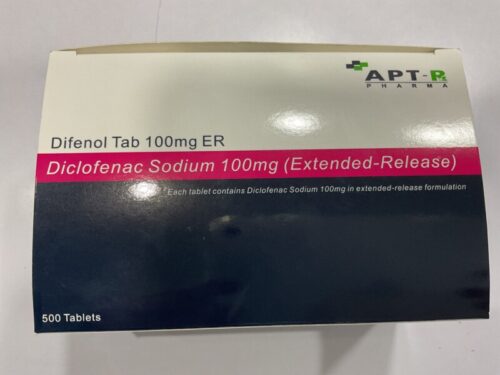 APT-Rx
PHARMA
Difenol Tab 100mg ER
Diclofenac Sodium 100mg (Extended-Release)
Each tablet contains Diclofenac Sodium 100mg in extended-release formulation
500 Tablets